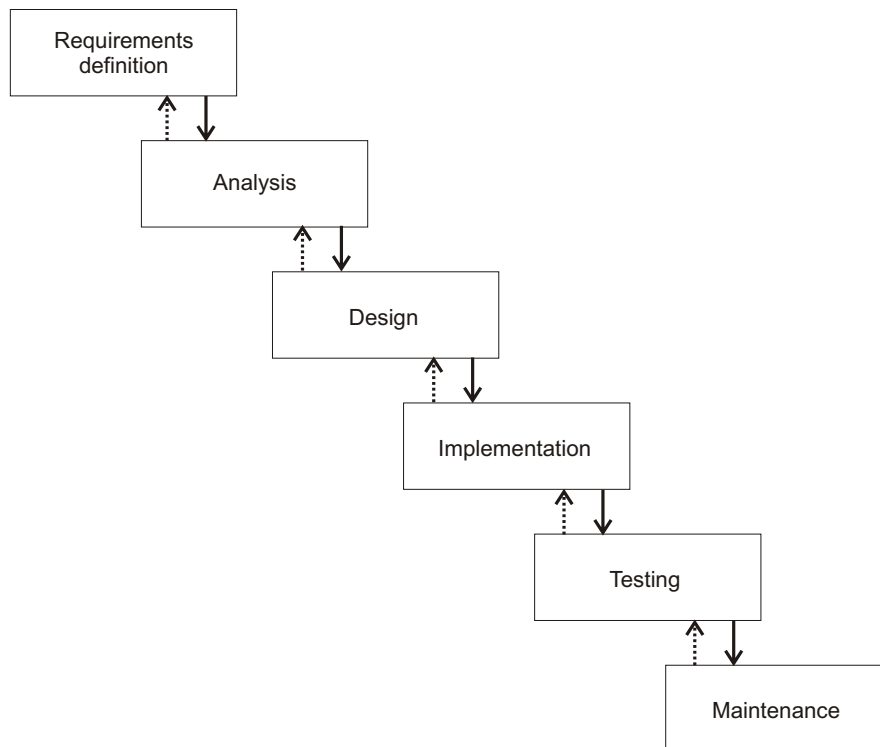 Requirements
definition
Analysis
Design
Implementation
Testing
Maintenance